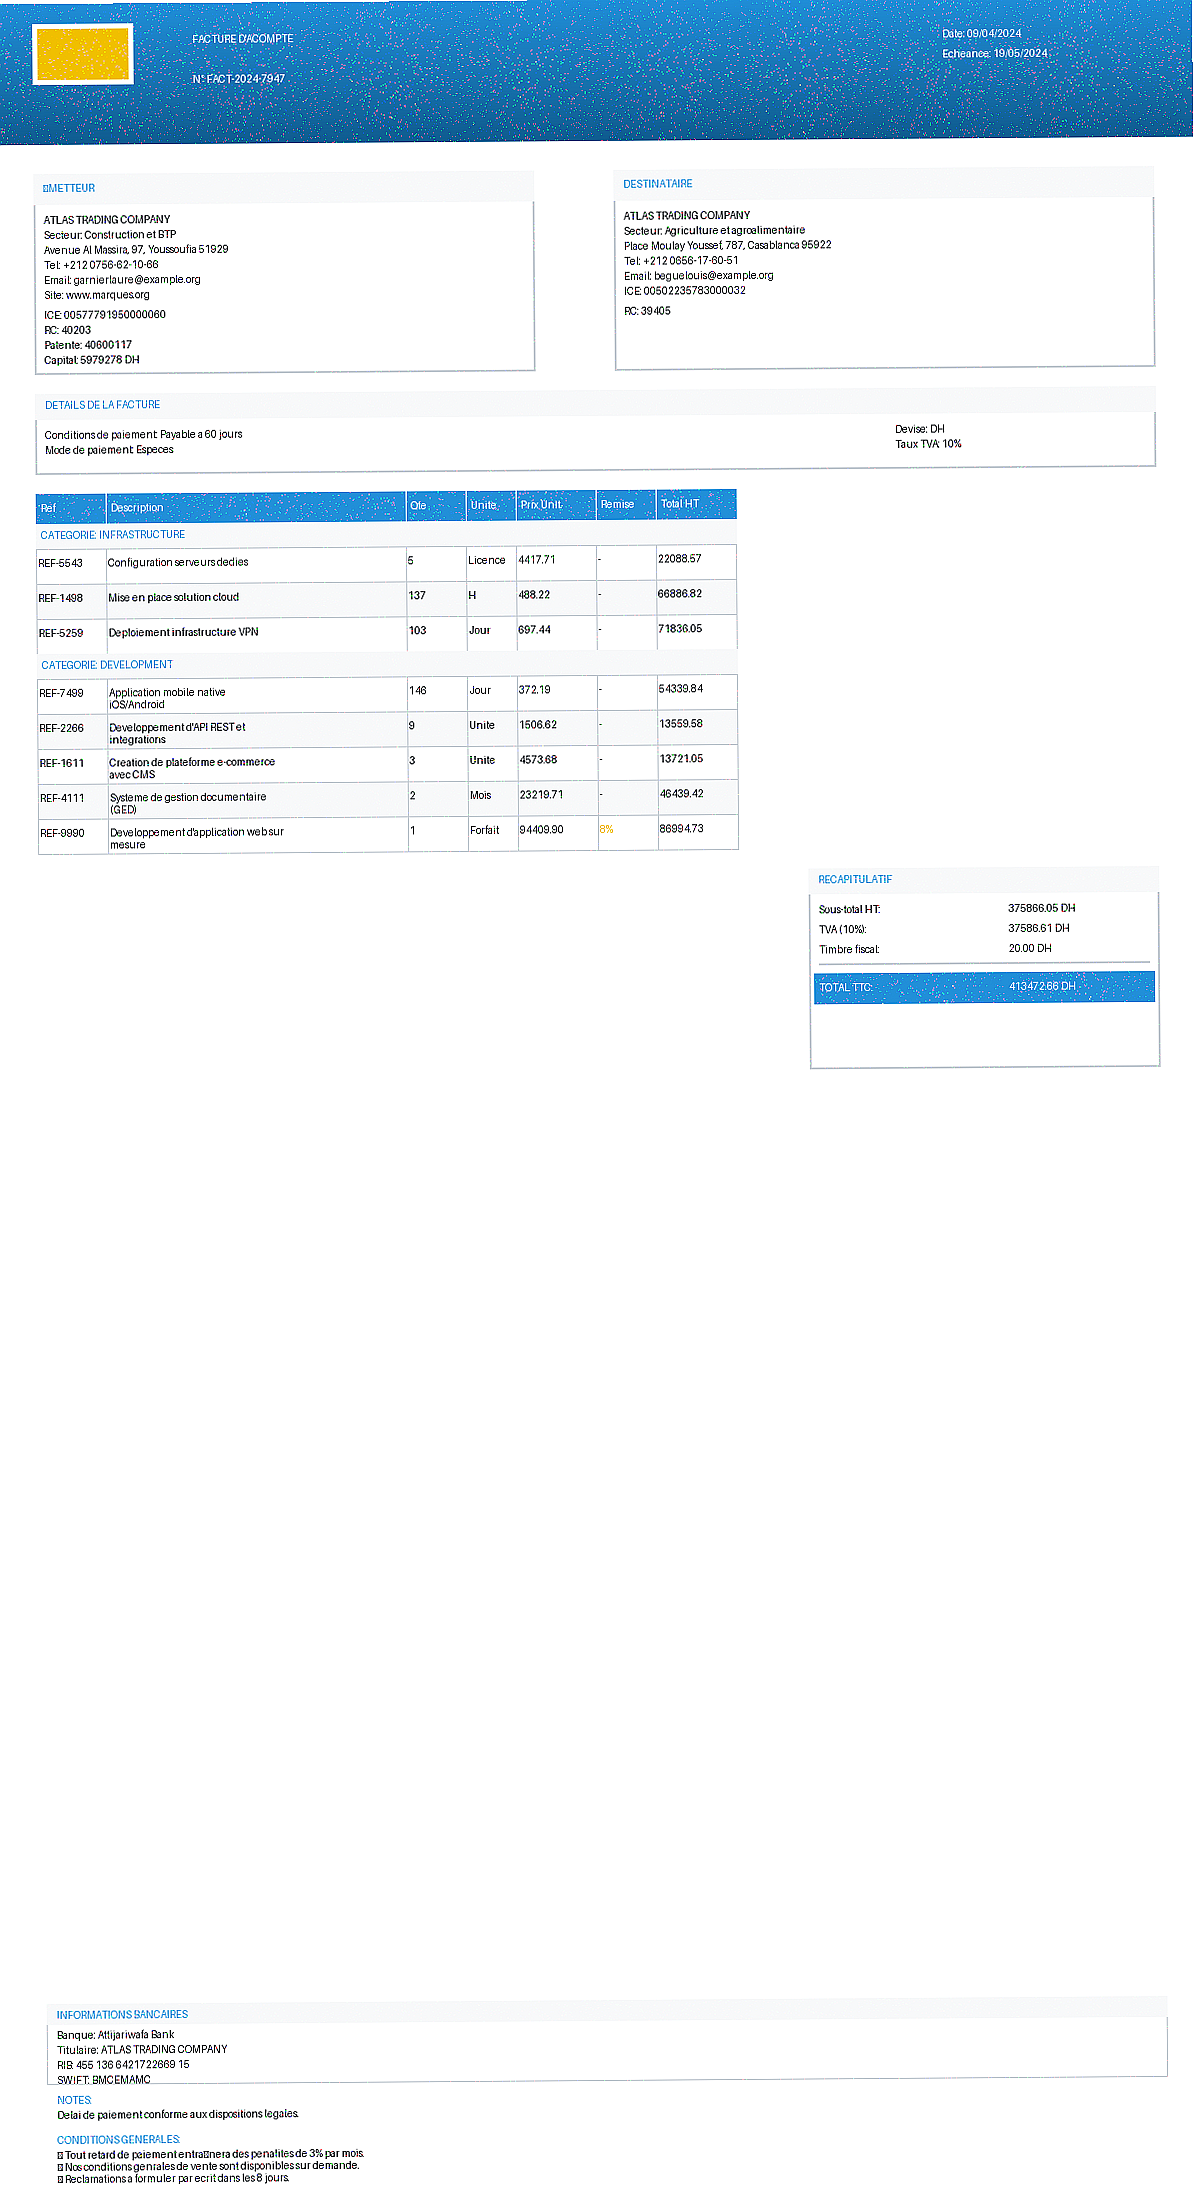 FACTURE D'ACOMPTE
N° FACT-2024-7947
Date: 09/04/2024
Echeance: 19/05/2024
METTEUR
ATLAS TRADING COMPANY
Secteur: Construction et BTP
Avenue Al Massira, 97, Youssoufia 51929
Tel: +212 0756-62-10-66
Email: garnierlaure@example.org
Site: www.marques.org
ICE: 00577791950000060
RC: 40203
Patente: 40600117
Capital: 5979278 DH
DESTINATAIRE
ATLAS TRADING COMPANY
Secteur: Agriculture et agroalimentaire
Place Moulay Youssef, 787, Casablanca 95922
Tel: +212 0656-17-60-51
Email: beguelouis@example.org
ICE: 00502235783000032
RC: 39405
DETAILS DE LA FACTURE
Conditions de paiement: Payable a 60 jours
Mode de paiement: Especes
Devise: DH
Taux TVA: 10%
Ref Description Qte Unite Prix Unit. Remise Total HT
CATEGORIE: INFRASTRUCTURE
REF-5543 Configuration serveurs dedies 5 Licence 4417.71 - 22088.57
REF-1498 Mise en place solution cloud 137 H 488.22 - 66886.82
REF-5259 Deploiement infrastructure VPN 103 Jour 697.44 - 71836.05
CATEGORIE: DEVELOPMENT
REF-7499 Application mobile native 146 Jour 372.19 - 54339.84
iOS/Android
REF-2266 Developpement d'API REST et 9 Unite 1506.62 - 13559.58
integrations
REF-1611 Creation de plateforme e-commerce 3 Unite 4573.68 - 13721.05
avec CMS
REF-4111 Systeme de gestion documentaire 2 Mois 23219.71 - 46439.42
(GED)
REF-9990 Developpement d'application web sur 1 Forfait 94409.90 8% 86994.73
mesure
RECAPITULATIF
Sous-total HT: 375866.05 DH
TVA (10%): 37586.61 DH
Timbre fiscal: 20.00 DH
TOTAL TTC: 413472.66 DH
INFORMATIONS BANCAIRES
Banque: Attijariwafa Bank
Titulaire: ATLAS TRADING COMPANY
RIB: 455 136 6421722669 15
SWIFT: BMCEMAMC
NOTES:
Delai de paiement conforme aux dispositions legales.
CONDITIONS GENERALES:
Tout retard de paiement entra nera des penalites de 3% par mois.
Nos conditions genrales de vente sont disponibles sur demande.
Reclamations a formuler par ecrit dans les 8 jours.